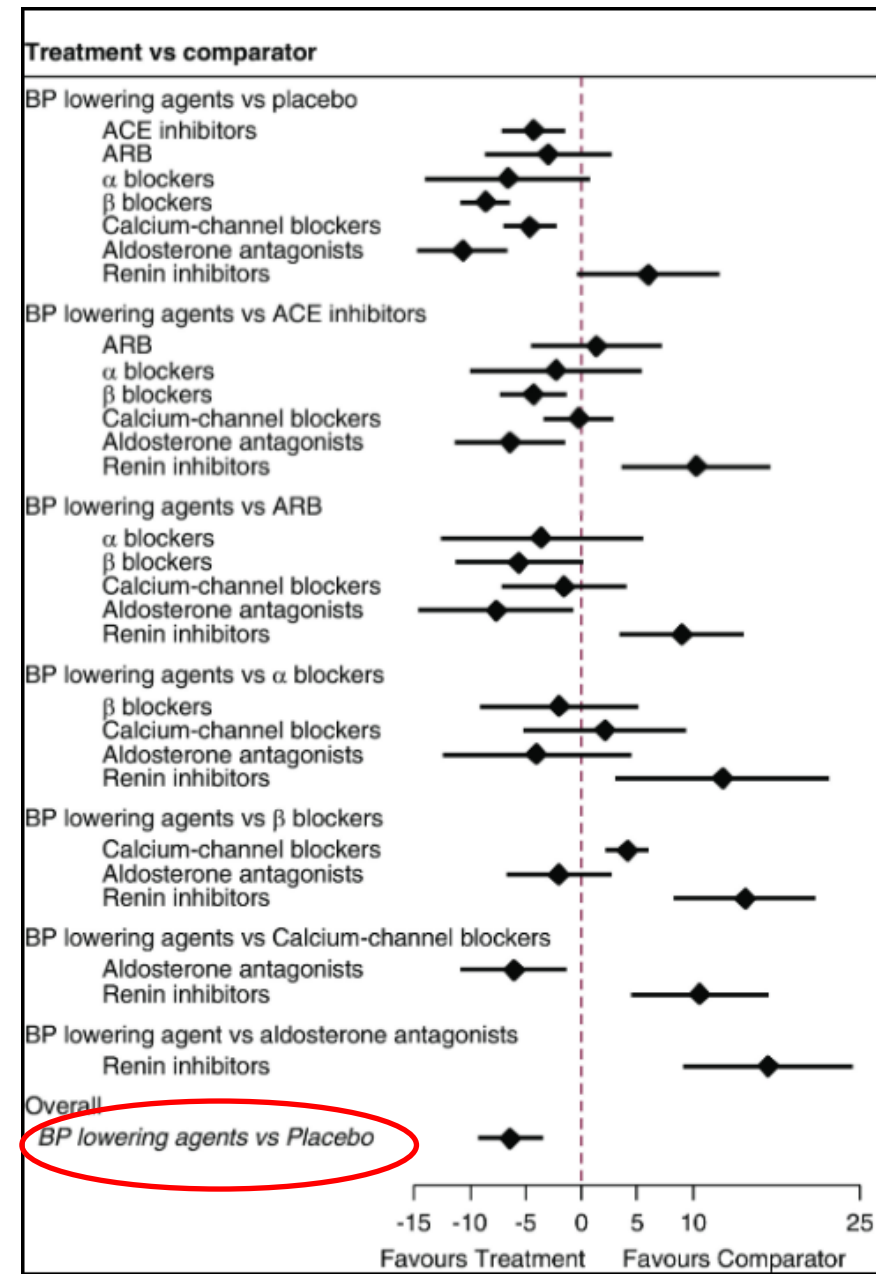 Treatment vs comparator
BP lowering agents vs placebo
ACE inhibitors
ARB
α blockers
β blockers
Calcium-channel blockers
Aldosterone antagonists
Renin inhibitors
BP lowering agents vs ACE inhibitors
ARB
α blockers
β blockers
Calcium-channel blockers
Aldosterone antagonists
Renin inhibitors
BP lowering agents vs ARB
α blockers
β blockers
Calcium-channel blockers
Aldosterone antagonists
Renin inhibitors
BP lowering agents vs α blockers
β blockers
Calcium-channel blockers
Aldosterone antagonists
Renin inhibitors
BP lowering agents vs β blockers
Calcium-channel blockers
Aldosterone antagonists
Renin inhibitors
BP lowering agents vs Calcium-channel blockers
Aldosterone antagonists
Renin inhibitors
BP lowering agent vs aldosterone antagonists
Renin inhibitors
Overall
BP lowering agents vs Placebo
-15 -10 -5 0 5 10 25
Favours Treatment Favours Comparator